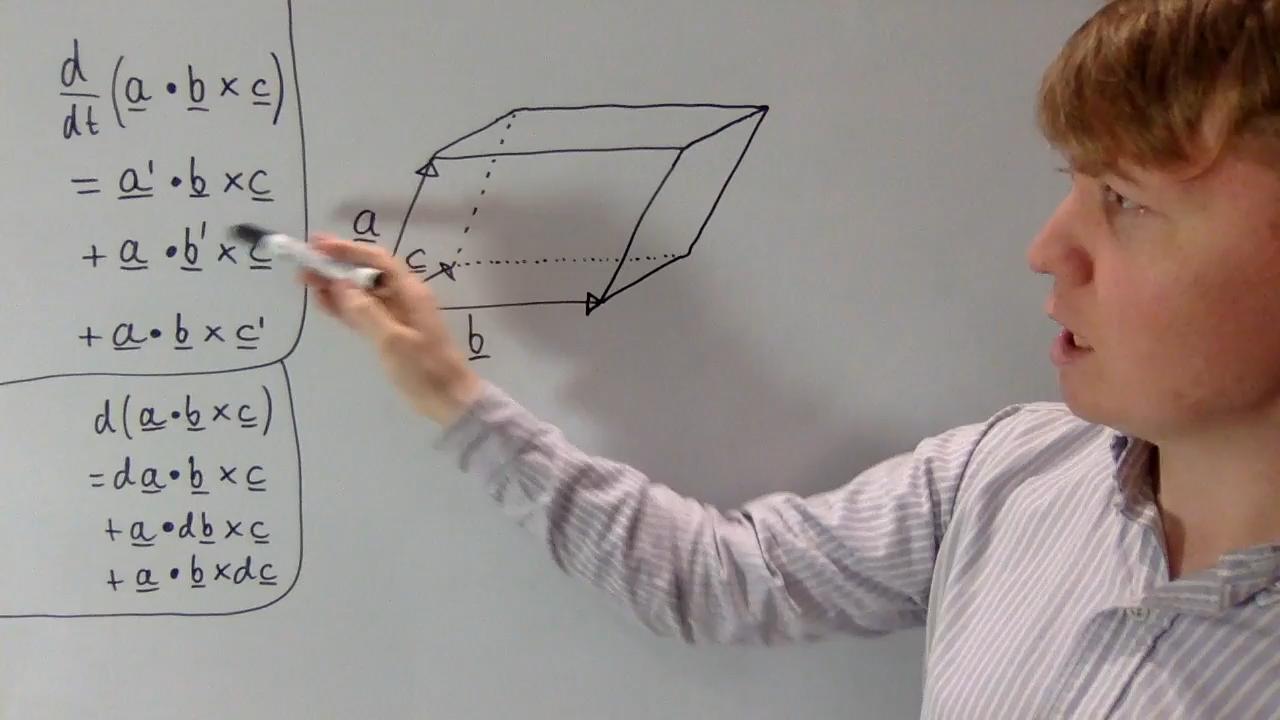 d/dt (a · b × c)
= a' · b × c
+ a · b' × c
+ a · b × c'
d(a · b × c)
= da · b × c
+ a · db × c
+ a · b × dc
a
c
b